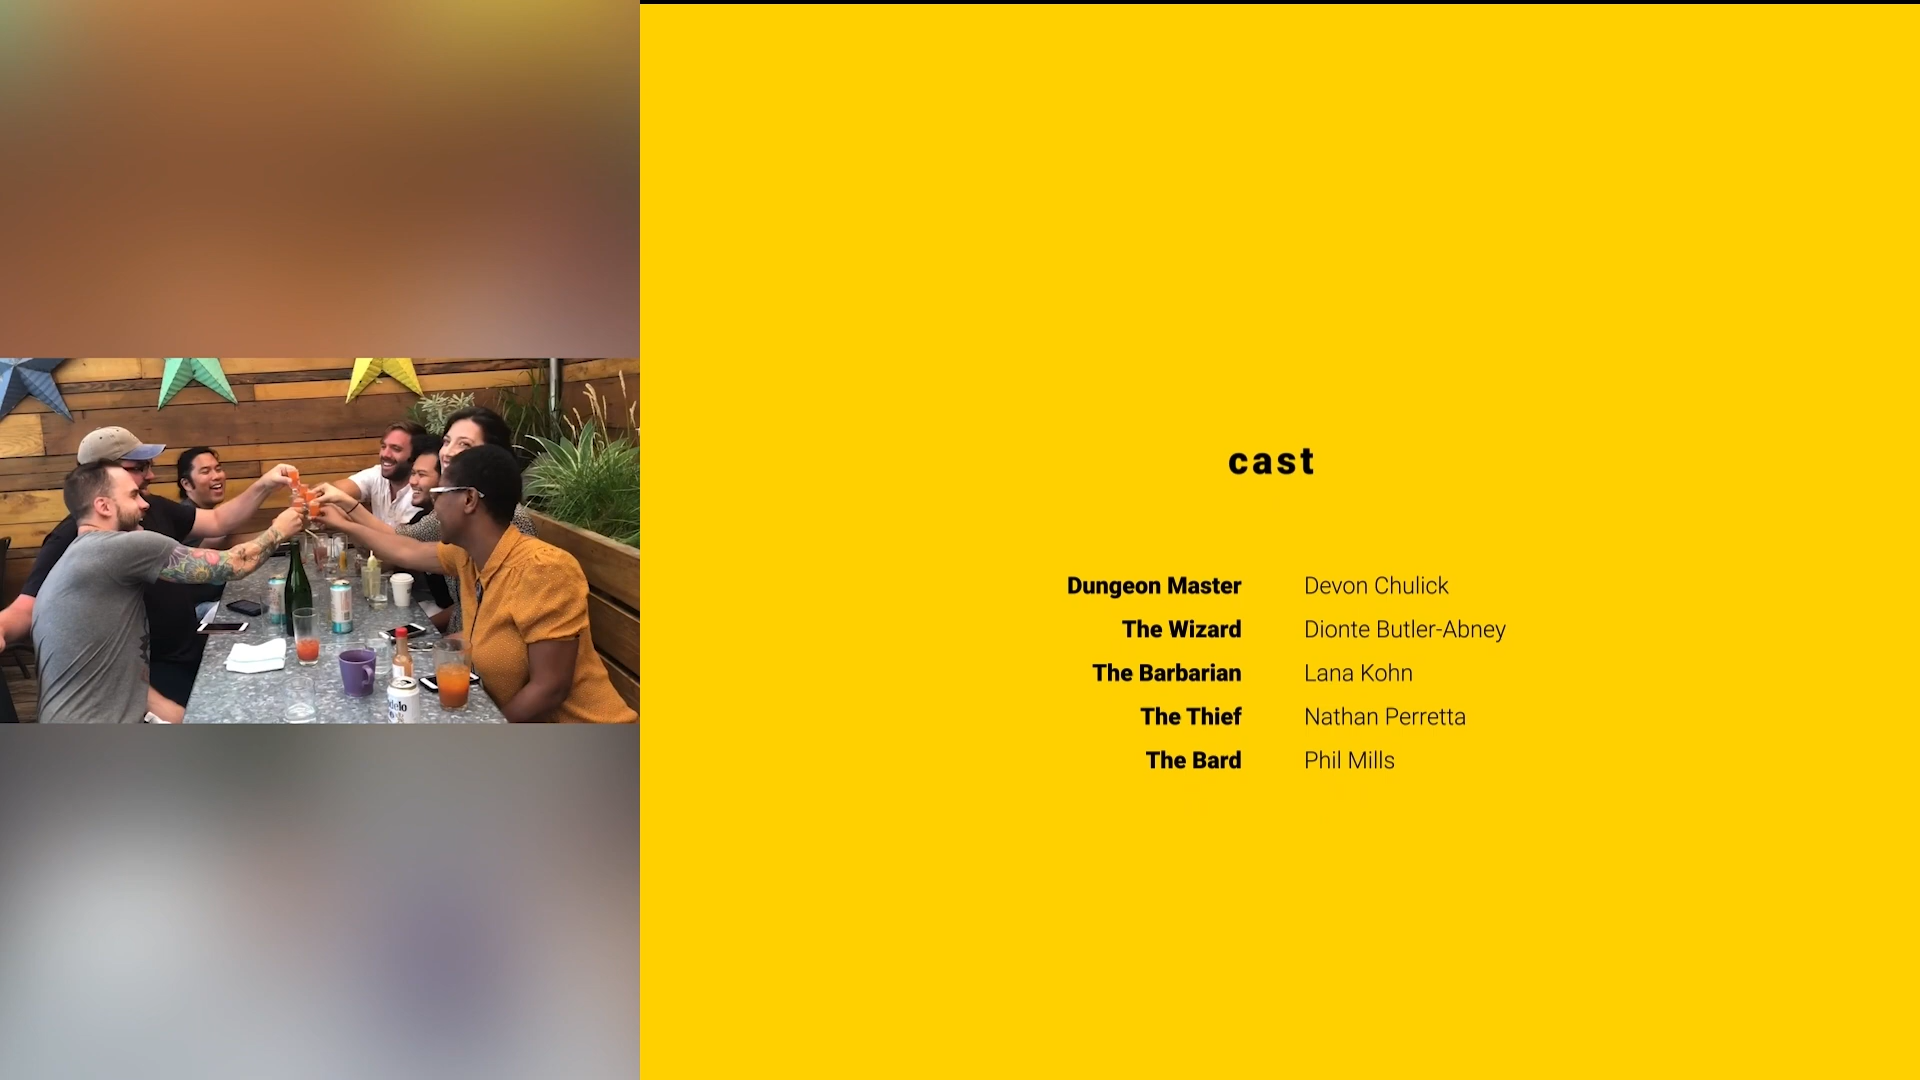 cast
Dungeon Master Devon Chulick
The Wizard Dionte Butler-Abney
The Barbarian Lana Kohn
The Thief Nathan Perretta
The Bard Phil Mills